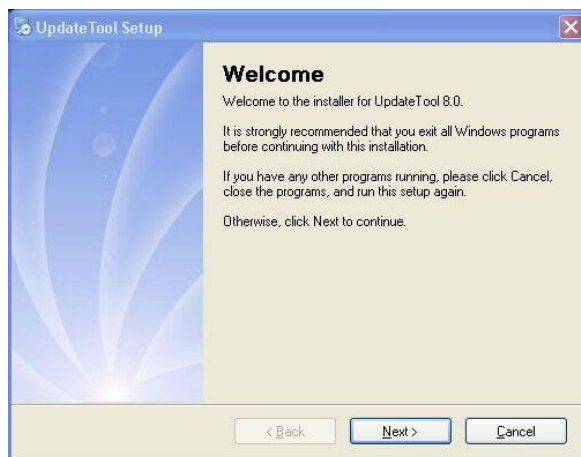 UpdateTool Setup
Welcome
Welcome to the installer for UpdateTool 8.0.
It is strongly recommended that you exit all Windows programs
before continuing with this installation.
If you have any other programs running, please click Cancel,
close the programs, and run this setup again.
Otherwise, click Next to continue.
< Back
Next >
Cancel